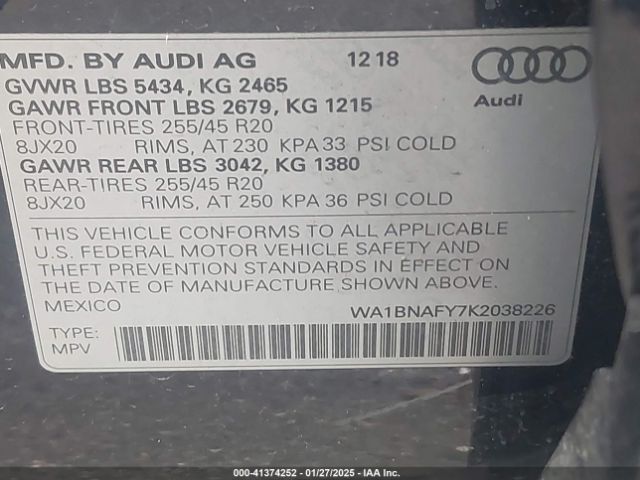 MFD. BY AUDI AG 12 18
GVWR LBS 5434, KG 2465
GAWR FRONT LBS 2679, KG 1215
Audi
FRONT-TIRES 255/45 R20
8JX20 RIMS, AT 230 KPA 33 PSI COLD
GAWR REAR LBS 3042, KG 1380
REAR-TIRES 255/45 R20
8JX20 RIMS, AT 250 KPA 36 PSI COLD
THIS VEHICLE CONFORMS TO ALL APPLICABLE
U.S. FEDERAL MOTOR VEHICLE SAFETY AND
THEFT PREVENTION STANDARDS IN EFFECT ON
THE DATE OF MANUFACTURE SHOWN ABOVE.
MEXICO WA1BNAFY7K2038226
TYPE:
MPV
000-41374252 - 01/27/2025 - IAA Inc.